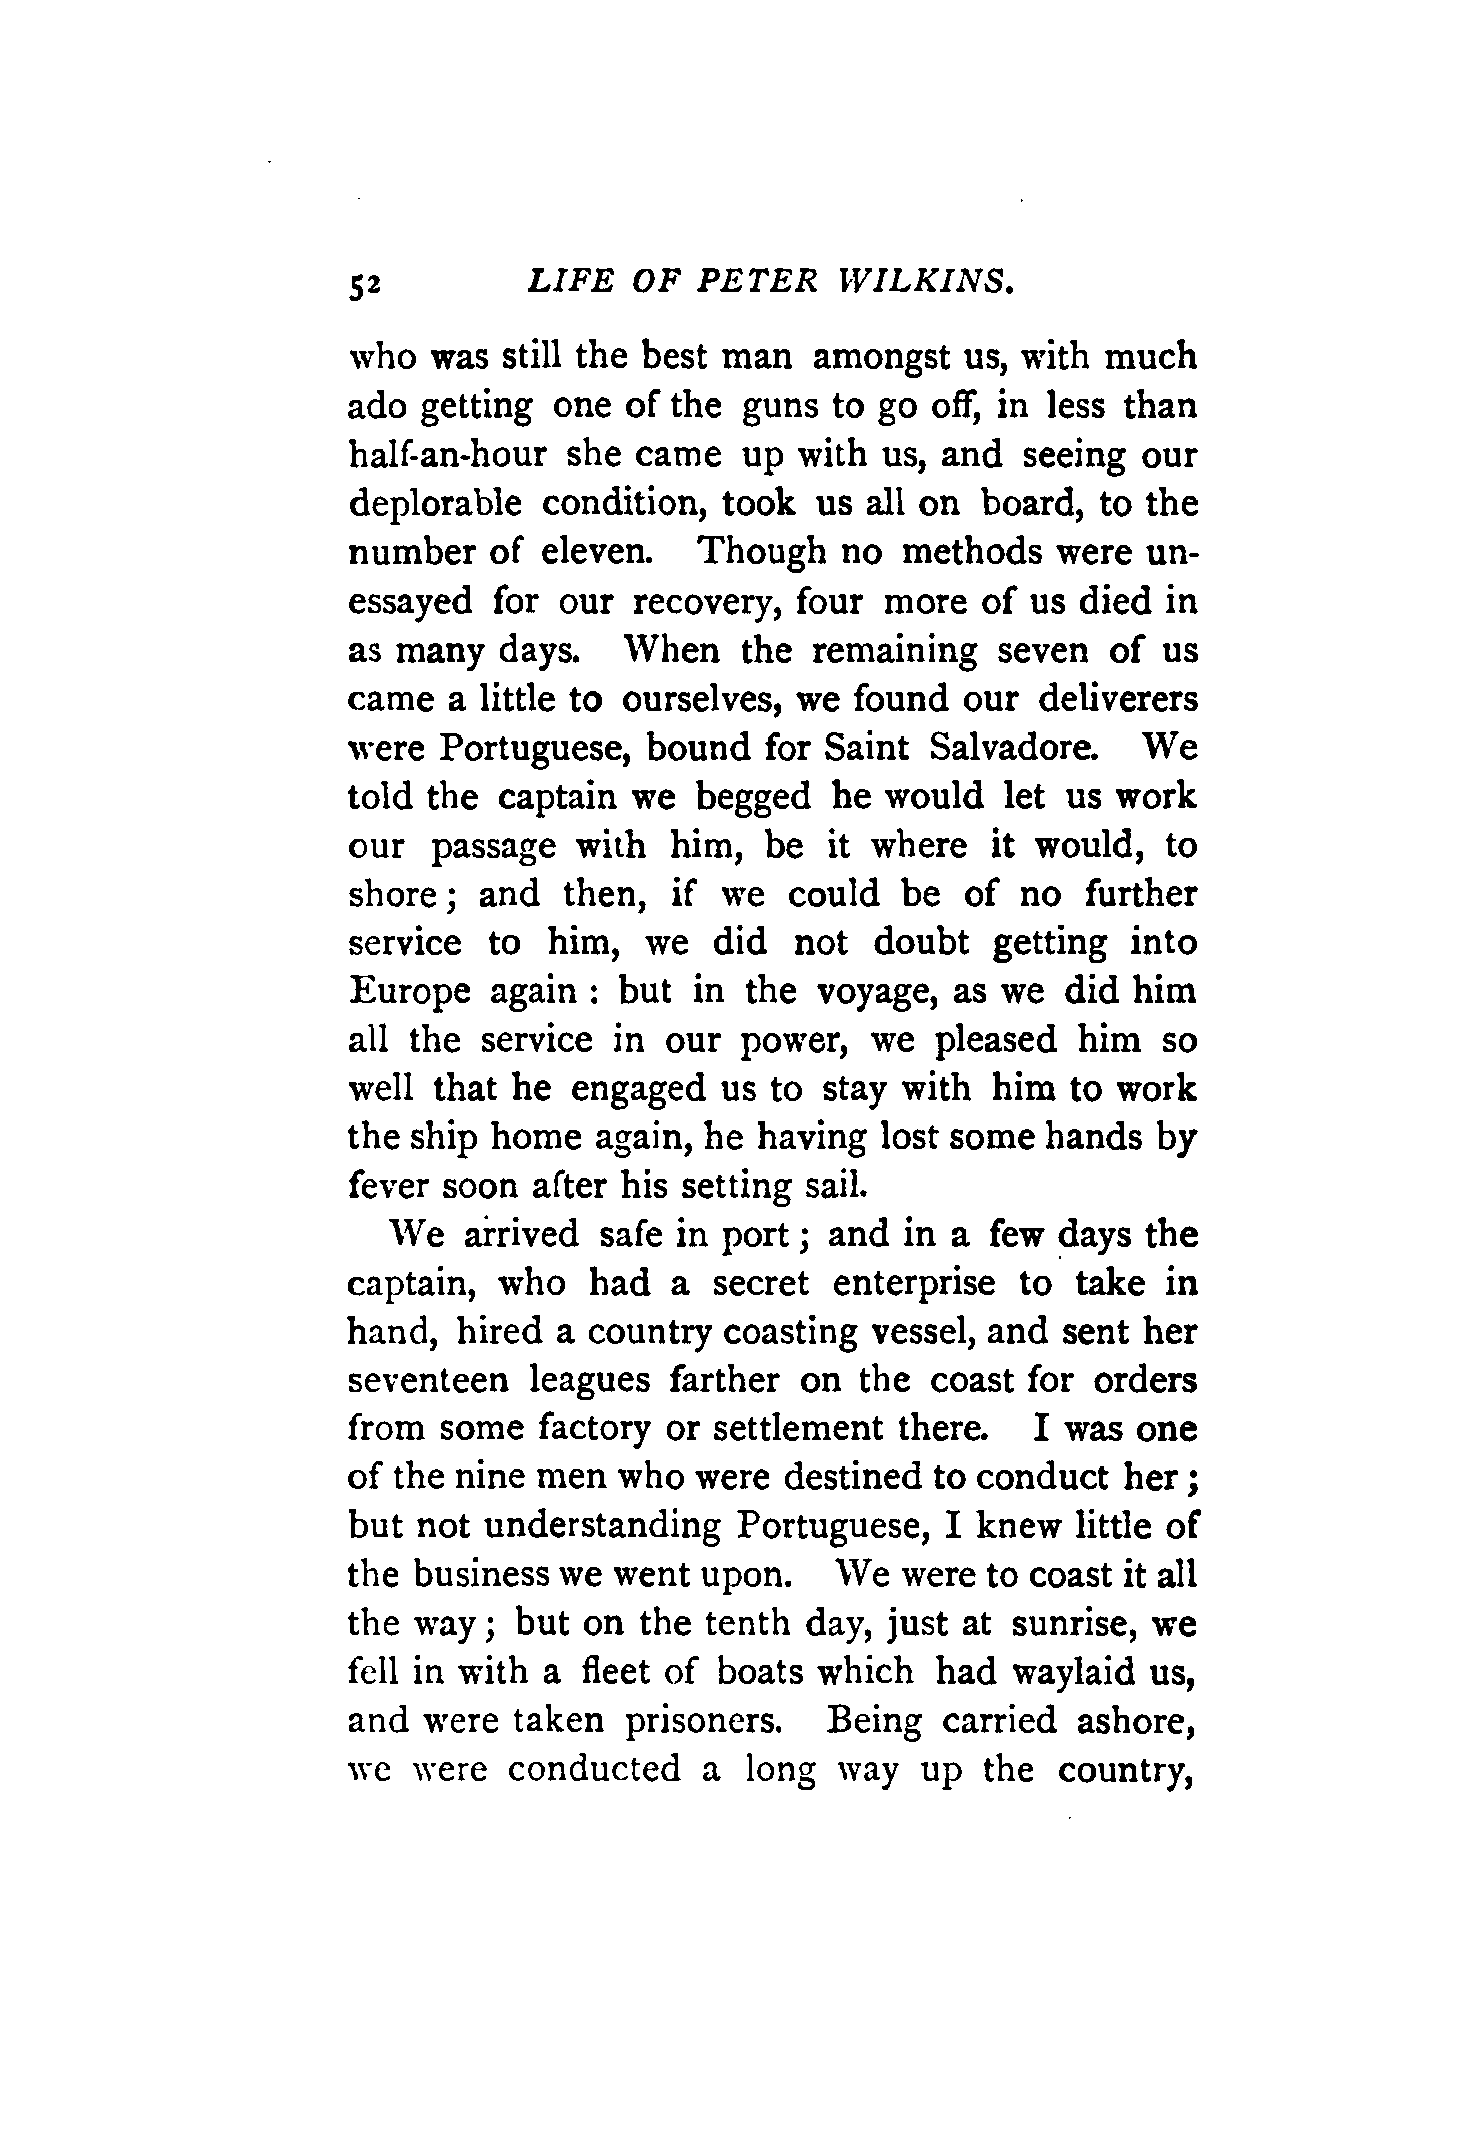 52 LIFE OF PETER WILKINS.
who was still the best man amongst us, with much
ado getting one of the guns to go off, in less than
half-an-hour she came up with us, and seeing our
deplorable condition, took us all on board, to the
number of eleven. Though no methods were un-
essayed for our recovery, four more of us died in
as many days. When the remaining seven of us
came a little to ourselves, we found our deliverers
were Portuguese, bound for Saint Salvadore. We
told the captain we begged he would let us work
our passage with him, be it where it would, to
shore ; and then, if we could be of no further
service to him, we did not doubt getting into
Europe again : but in the voyage, as we did him
all the service in our power, we pleased him so
well that he engaged us to stay with him to work
the ship home again, he having lost some hands by
fever soon after his setting sail.
We arrived safe in port ; and in a few days the
captain, who had a secret enterprise to take in
hand, hired a country coasting vessel, and sent her
seventeen leagues farther on the coast for orders
from some factory or settlement there. I was one
of the nine men who were destined to conduct her ;
but not understanding Portuguese, I knew little of
the business we went upon. We were to coast it all
the way ; but on the tenth day, just at sunrise, we
fell in with a fleet of boats which had waylaid us,
and were taken prisoners. Being carried ashore,
we were conducted a long way up the country,